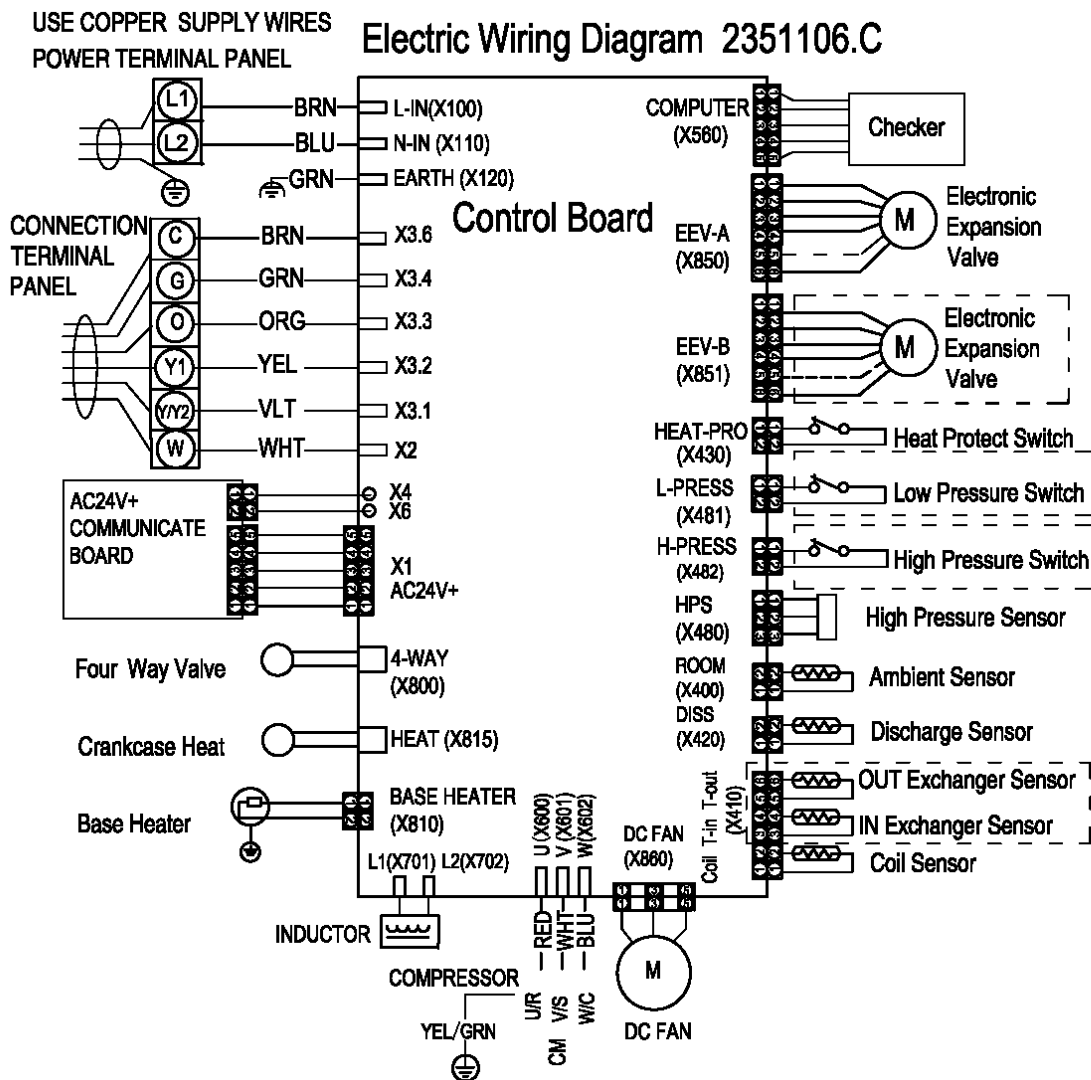 USE COPPER SUPPLY WIRES
POWER TERMINAL PANEL
Electric Wiring Diagram 2351106.C
L1
BRN
L-IN(X100)
L2
BLU
N-IN (X110)
GRN
EARTH (X120)
Control Board
CONNECTION
TERMINAL
PANEL
C
BRN
X3.6
G
GRN
X3.4
O
ORG
X3.3
Y1
YEL
X3.2
Y/Y2
VLT
X3.1
W
WHT
X2
AC24V+
COMMUNICATE
BOARD
X4
X6
X1
AC24V+
Four Way Valve
4-WAY
(X800)
Crankcase Heat
HEAT (X815)
Base Heater
BASE HEATER
(X810)
COMPUTER
(X560)
Checker
EEV-A
(X850)
M
Electronic
Expansion
Valve
EEV-B
(X851)
M
Electronic
Expansion
Valve
HEAT-PRO
(X430)
Heat Protect Switch
L-PRESS
(X481)
Low Pressure Switch
H-PRESS
(X482)
High Pressure Switch
HPS
(X480)
High Pressure Sensor
ROOM
(X400)
Ambient Sensor
DISS
(X420)
Discharge Sensor
Coil T-in T-out
(X410)
OUT Exchanger Sensor
IN Exchanger Sensor
Coil Sensor
L1(X701) L2(X702)
INDUCTOR
U(X600)
V (X601)
W(X602)
RED
WHT
BLU
COMPRESSOR
U/R
V/S
W/C
CM
YEL/GRN
DC FAN
(X860)
1 3 5
1 3 5
M
DC FAN